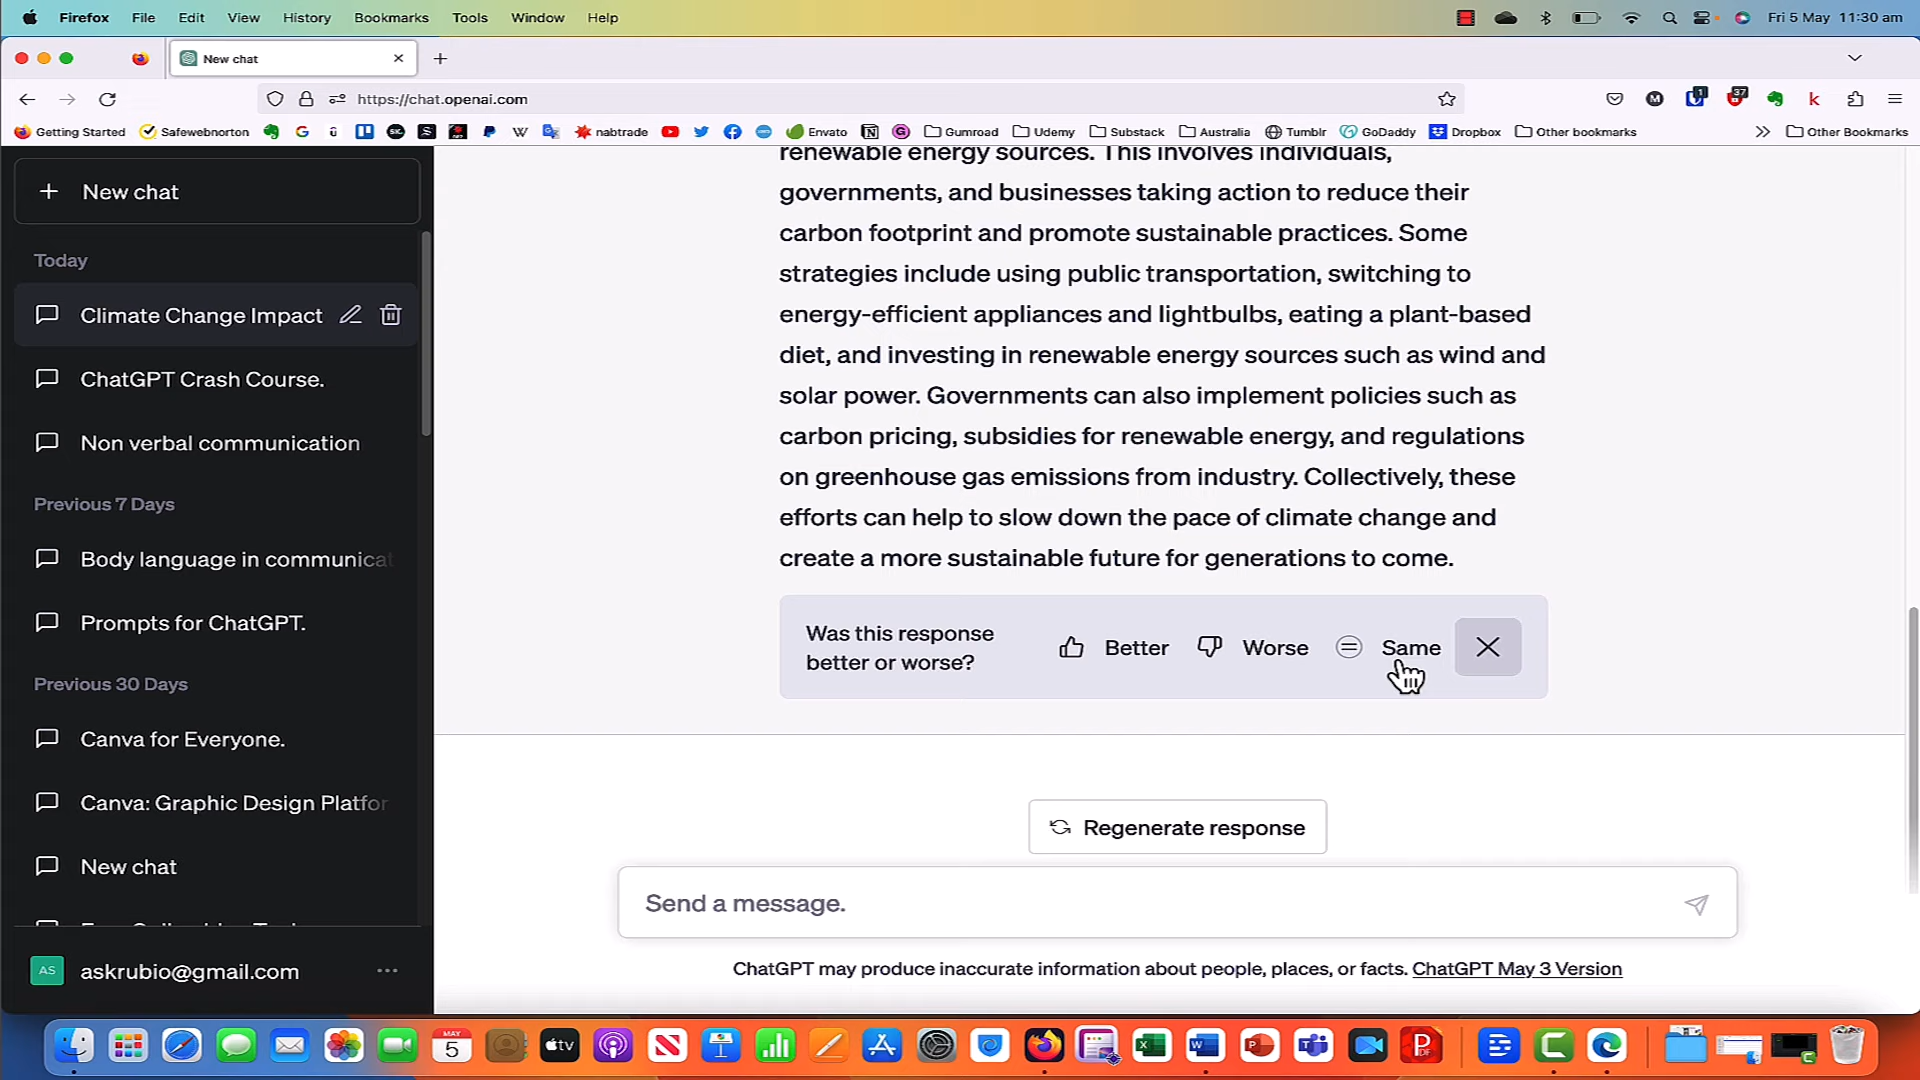 Firefox File Edit View History Bookmarks Tools Window Help Fri 5 May 11:30 am
New chat
https://chat.openai.com
M 1 37 k
Getting Started Safewebnorton G W nabtrade Envato Gumroad Udemy Substack Australia Tumblr GoDaddy Dropbox Other bookmarks Other Bookmarks
New chat
Today
Climate Change Impact
ChatGPT Crash Course.
Non verbal communication
Previous 7 Days
Body language in communicat
Prompts for ChatGPT.
Previous 30 Days
Canva for Everyone.
Canva: Graphic Design Platfor
New chat
AS askrubio@gmail.com
renewable energy sources. This involves individuals,
governments, and businesses taking action to reduce their
carbon footprint and promote sustainable practices. Some
strategies include using public transportation, switching to
energy-efficient appliances and lightbulbs, eating a plant-based
diet, and investing in renewable energy sources such as wind and
solar power. Governments can also implement policies such as
carbon pricing, subsidies for renewable energy, and regulations
on greenhouse gas emissions from industry. Collectively, these
efforts can help to slow down the pace of climate change and
create a more sustainable future for generations to come.
Was this response
better or worse?
Better Worse Same
Regenerate response
Send a message.
ChatGPT may produce inaccurate information about people, places, or facts. ChatGPT May 3 Version
MAY
5
tv